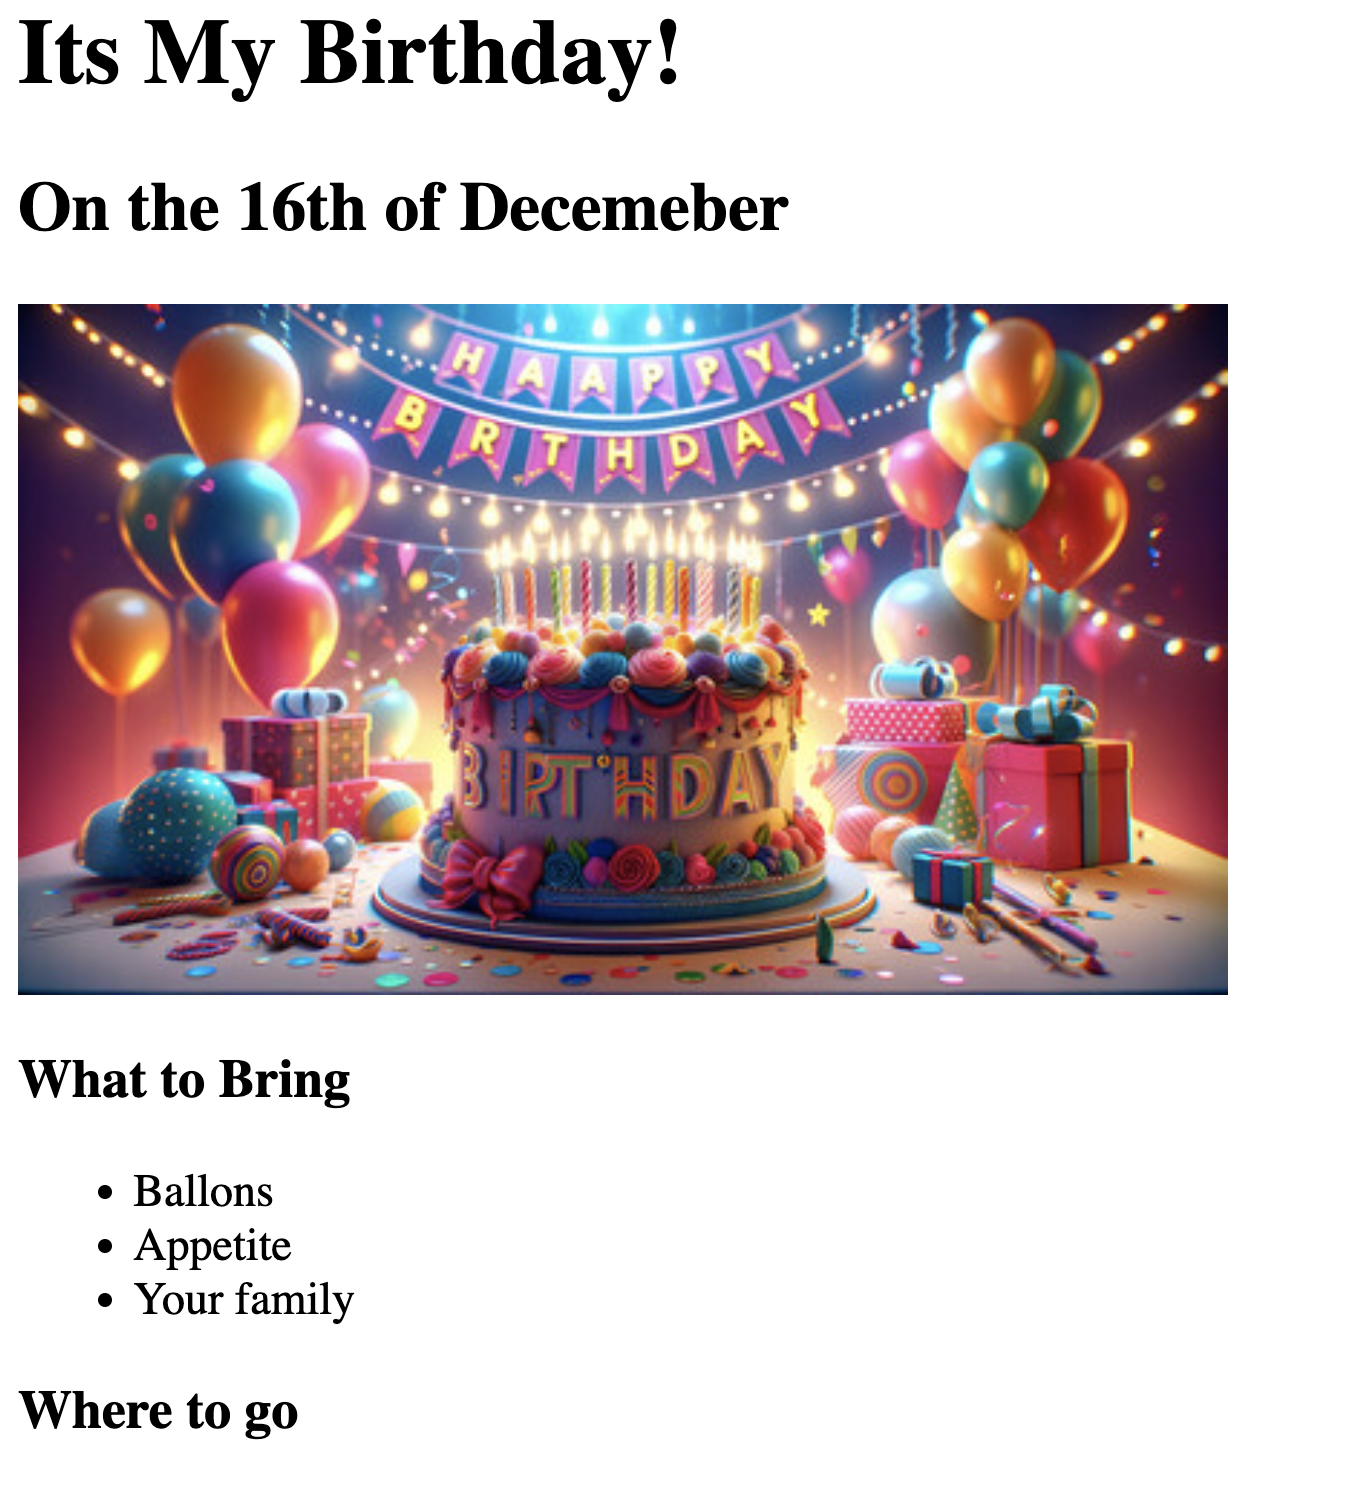 Its My Birthday!
On the 16th of Decemeber
HAAPPY
BRTHDAY
BIRT'HDAY
What to Bring
Ballons
Appetite
Your family
Where to go